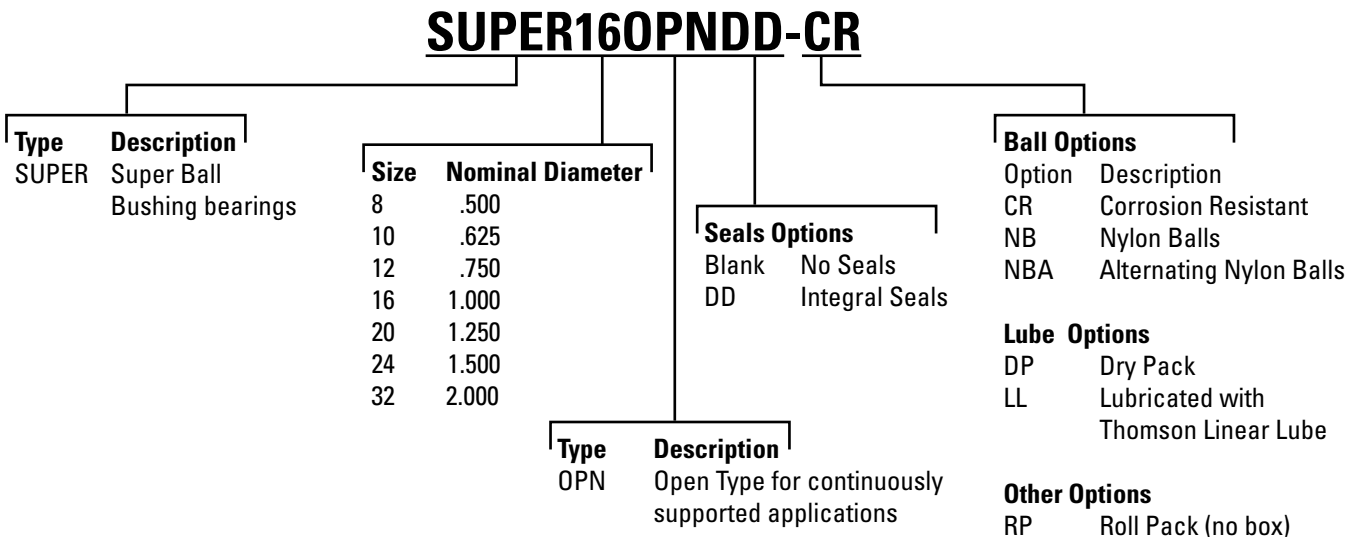 SUPER16OPNDD-CR
Type Description
SUPER Super Ball
Bushing bearings
Size Nominal Diameter
8 .500
10 .625
12 .750
16 1.000
20 1.250
24 1.500
32 2.000
Type Description
OPN Open Type for continuously
supported applications
Seals Options
Blank No Seals
DD Integral Seals
Ball Options
Option Description
CR Corrosion Resistant
NB Nylon Balls
NBA Alternating Nylon Balls
Lube Options
DP Dry Pack
LL Lubricated with
Thomson Linear Lube
Other Options
RP Roll Pack (no box)